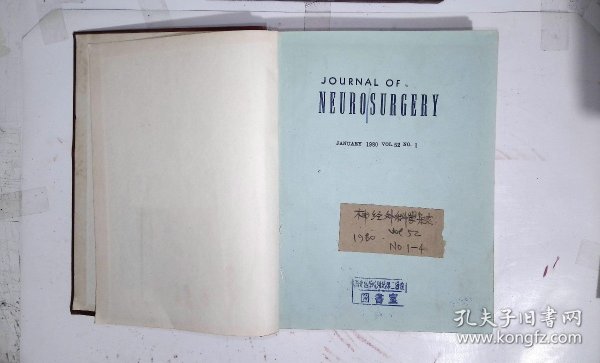 JOURNAL OF
NEUROSURGERY
JANUARY 1980 VOL. 52 NO. 1
神经外科学杂志
1980 Vol 52
No 1-4
图書室
孔夫子旧书网
www.kongfz.com